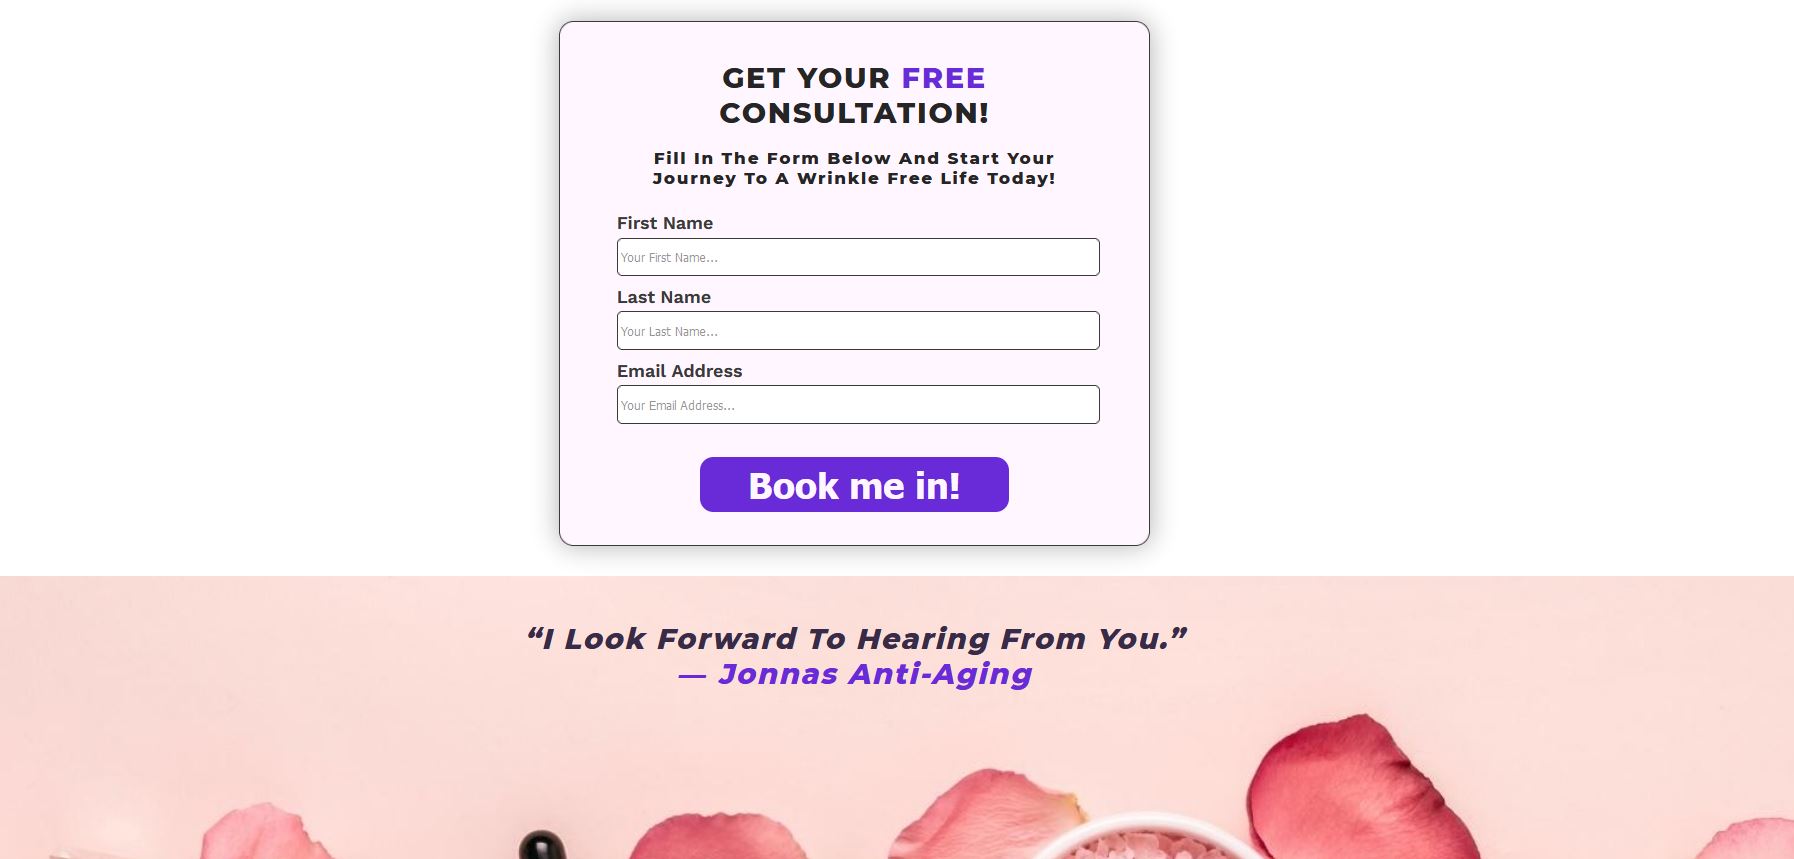 GET YOUR FREE
CONSULTATION!
Fill In The Form Below And Start Your
Journey To A Wrinkle Free Life Today!
First Name
Your First Name...
Last Name
Your Last Name...
Email Address
Your Email Address...
Book me in!
“I Look Forward To Hearing From You.”
— Jonnas Anti-Aging